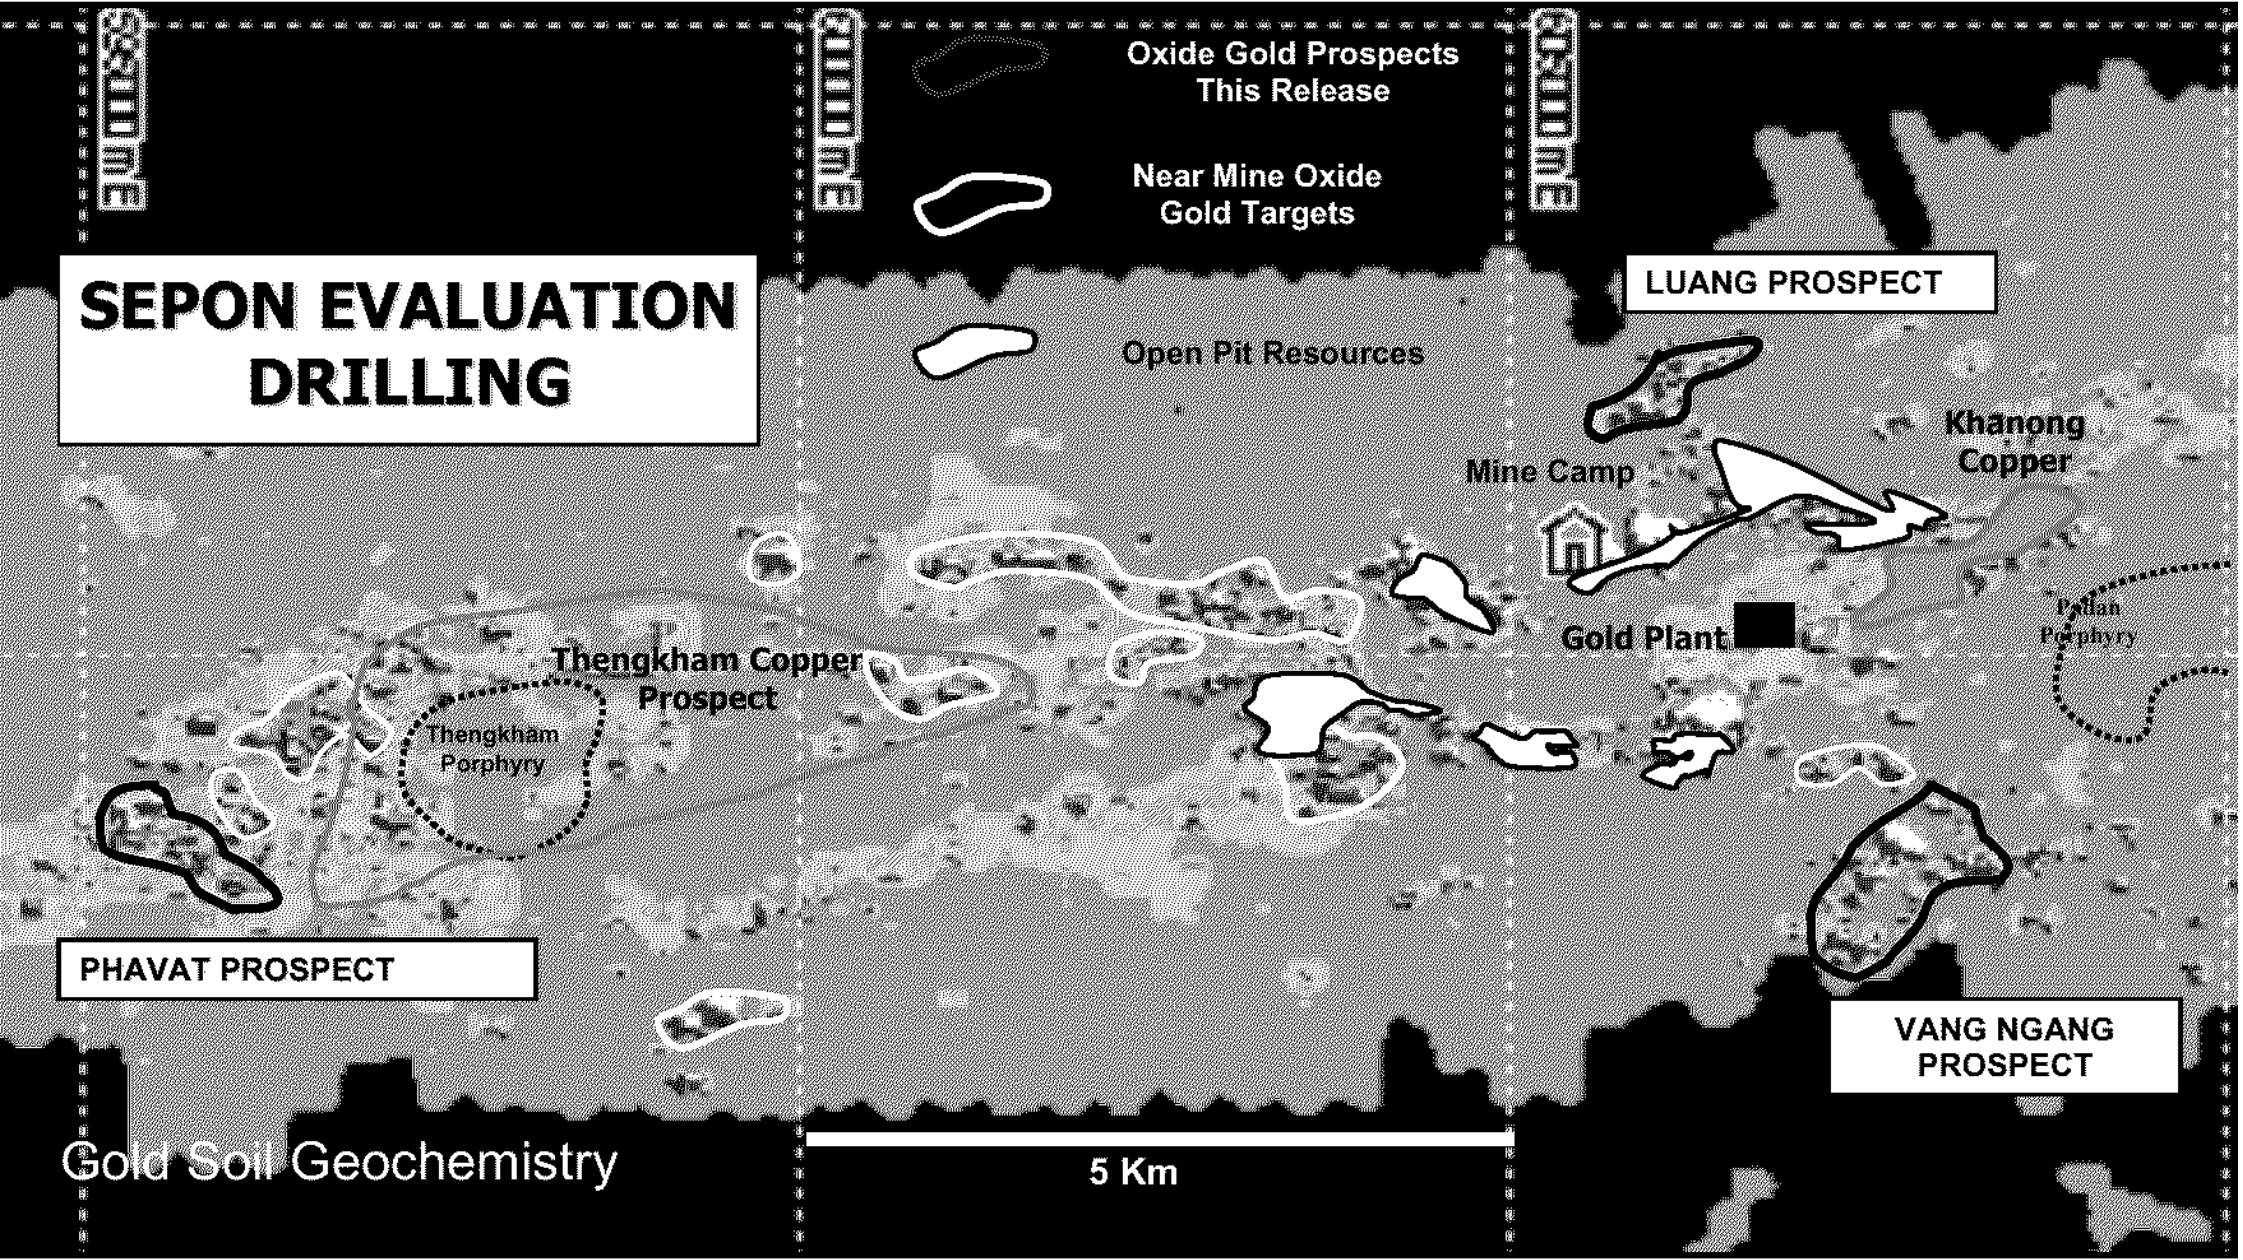 Oxide Gold Prospects
This Release
Near Mine Oxide
Gold Targets
SEPON EVALUATION
DRILLING
LUANG PROSPECT
Open Pit Resources
Khanong
Copper
Mine Camp
Padan
Porphyry
Gold Plant
Thengkham Copper
Prospect
Thengkham
Porphyry
PHAVAT PROSPECT
VANG NGANG
PROSPECT
Gold Soil Geochemistry
5 Km